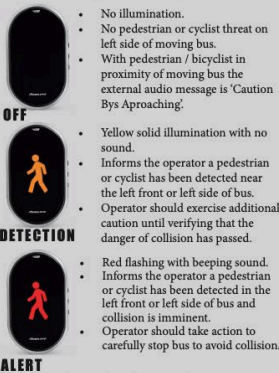 • No illumination.
• No pedestrian or cyclist threat on
left side of moving bus.
• With pedestrian / bicyclist in
proximity of moving bus the
external audio message is ‘Caution
Bys Aproaching’.
OFF
• Yellow solid illumination with no
sound.
• Informs the operator a pedestrian
or cyclist has been detected near
the left front or left side of bus.
• Operator should exercise additional
caution until verifying that the
danger of collision has passed.
DETECTION
• Red flashing with beeping sound.
• Informs the operator a pedestrian
or cyclist has been detected in the
left front or left side of bus and
collision is imminent.
• Operator should take action to
carefully stop bus to avoid collision.
ALERT